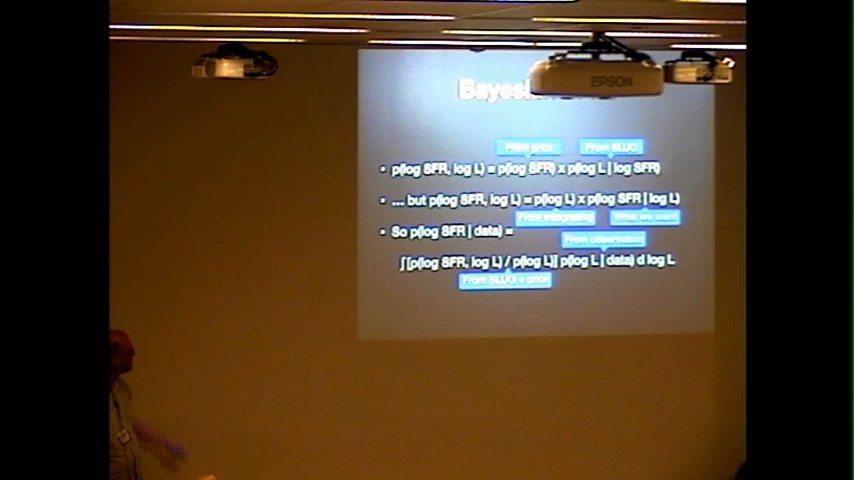 EPSON
From prior From SLUG
• p(log SFR, log L) = p(log SFR) x p(log L | log SFR)
• ... but p(log SFR, log L) = p(log L) x p(log SFR | log L)
From integrating What we want
• So p(log SFR | data) =
From observation
∫ [p(log SFR, log L) / p(log L)] p(log L | data) d log L
From SLUG + prior